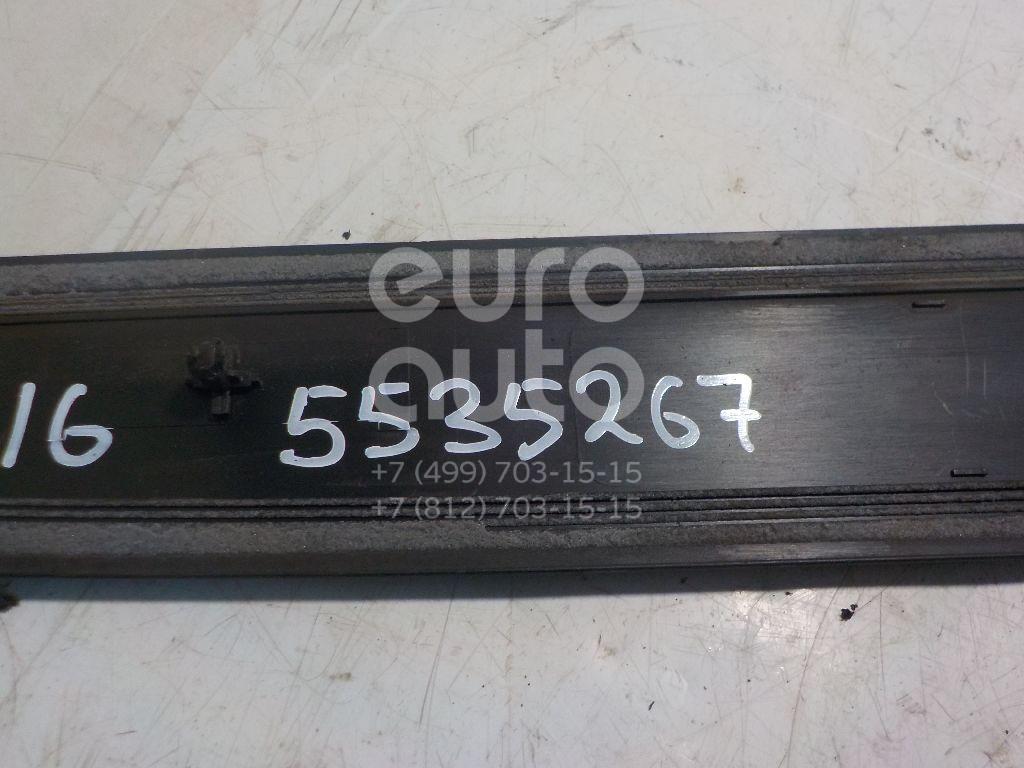 euro
auto
16 5535267
+7 (499) 703-15-15
+7 (812) 703-15-15